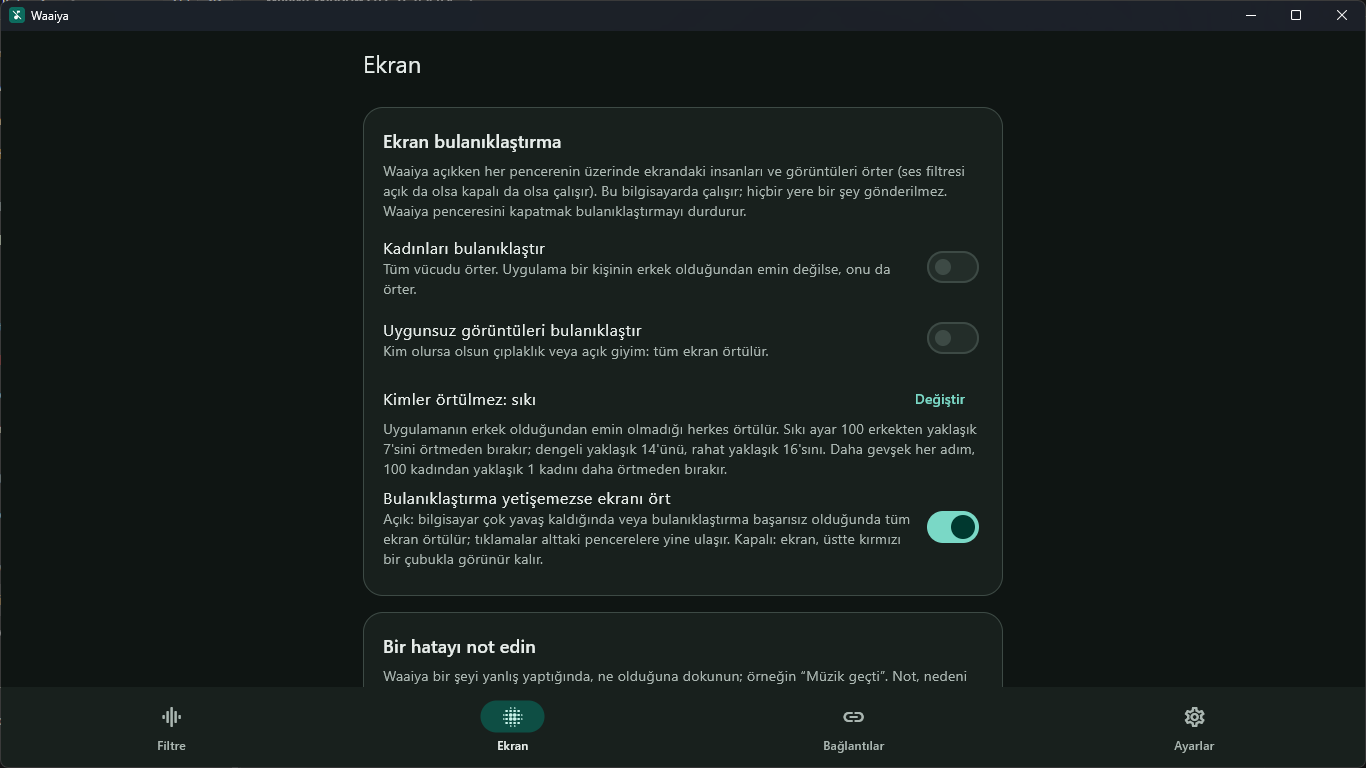 Waaiya
Ekran
Ekran bulanıklaştırma
Waaiya açıkken her pencerenin üzerinde ekrandaki insanları ve görüntüleri örter (ses filtresi
açık da olsa kapalı da olsa çalışır). Bu bilgisayarda çalışır; hiçbir yere bir şey gönderilmez.
Waaiya penceresini kapatmak bulanıklaştırmayı durdurur.
Kadınları bulanıklaştır
Tüm vücudu örter. Uygulama bir kişinin erkek olduğundan emin değilse, onu da
örter.
Uygunsuz görüntüleri bulanıklaştır
Kim olursa olsun çıplaklık veya açık giyim: tüm ekran örtülür.
Kimler örtülmez: sıkı
Değiştir
Uygulamanın erkek olduğundan emin olmadığı herkes örtülür. Sıkı ayar 100 erkekten yaklaşık
7'sini örtmeden bırakır; dengeli yaklaşık 14'ünü, rahat yaklaşık 16'sını. Daha gevşek her adım,
100 kadından yaklaşık 1 kadını daha örtmeden bırakır.
Bulanıklaştırma yetişemezse ekranı ört
Açık: bilgisayar çok yavaş kaldığında veya bulanıklaştırma başarısız olduğunda tüm
ekran örtülür; tıklamalar alttaki pencerelere yine ulaşır. Kapalı: ekran, üstte kırmızı
bir çubukla görünür kalır.
Bir hatayı not edin
Waaiya bir şeyi yanlış yaptığında, ne olduğuna dokunun; örneğin “Müzik geçti”. Not, nedeni
Filtre
Ekran
Bağlantılar
Ayarlar